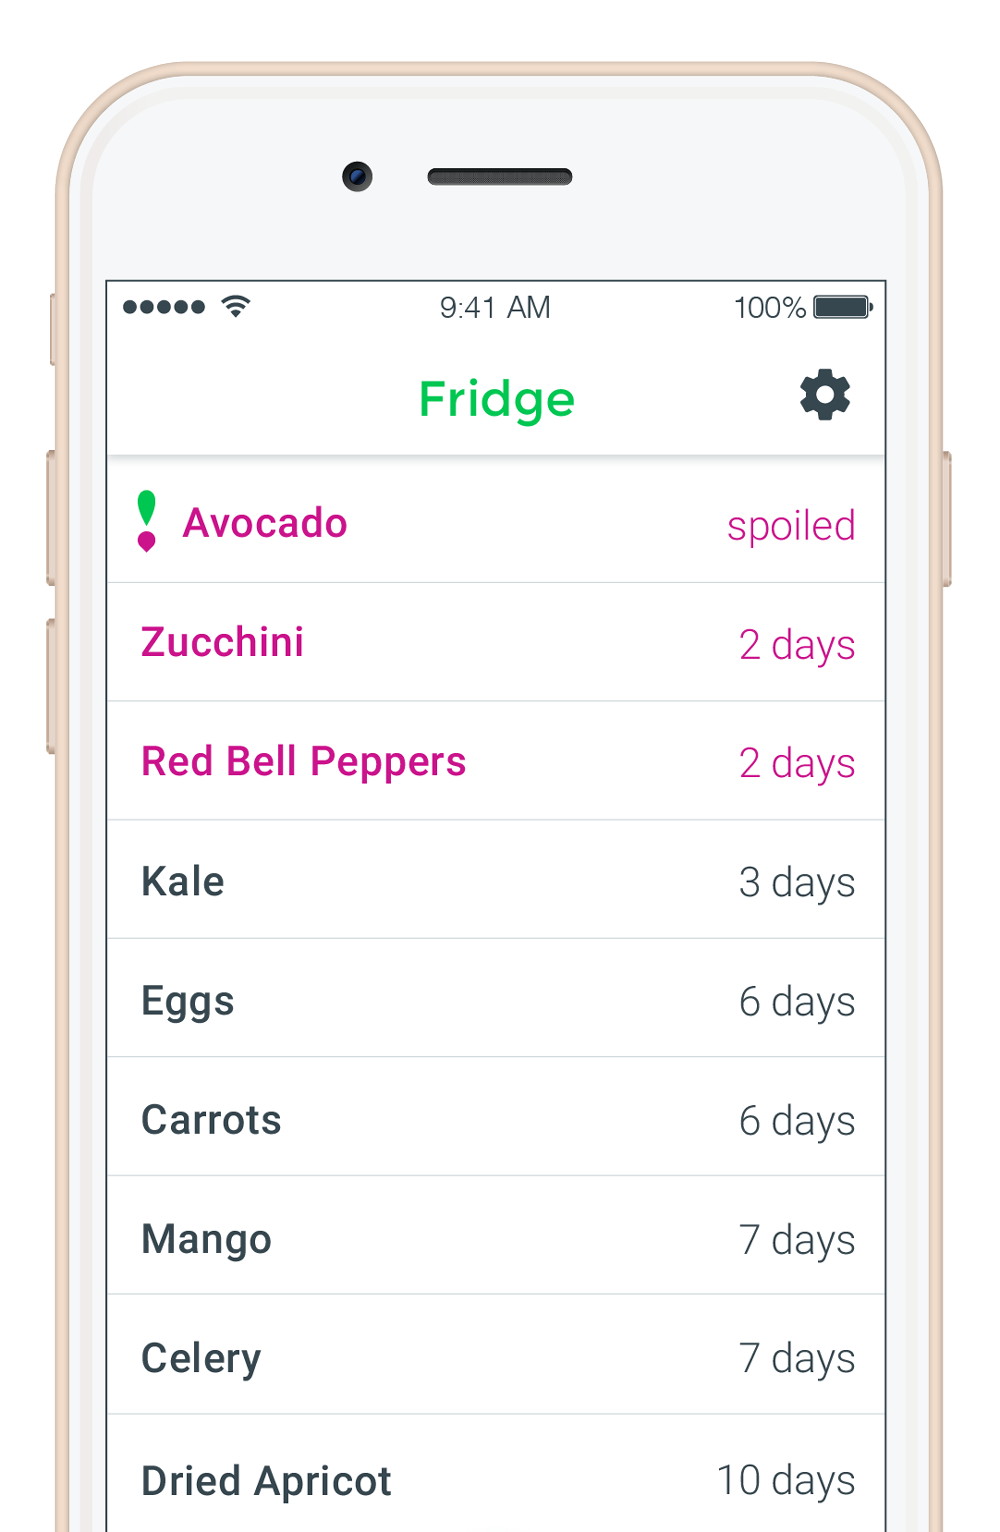 9:41 AM 100%
Fridge
Avocado spoiled
Zucchini 2 days
Red Bell Peppers 2 days
Kale 3 days
Eggs 6 days
Carrots 6 days
Mango 7 days
Celery 7 days
Dried Apricot 10 days